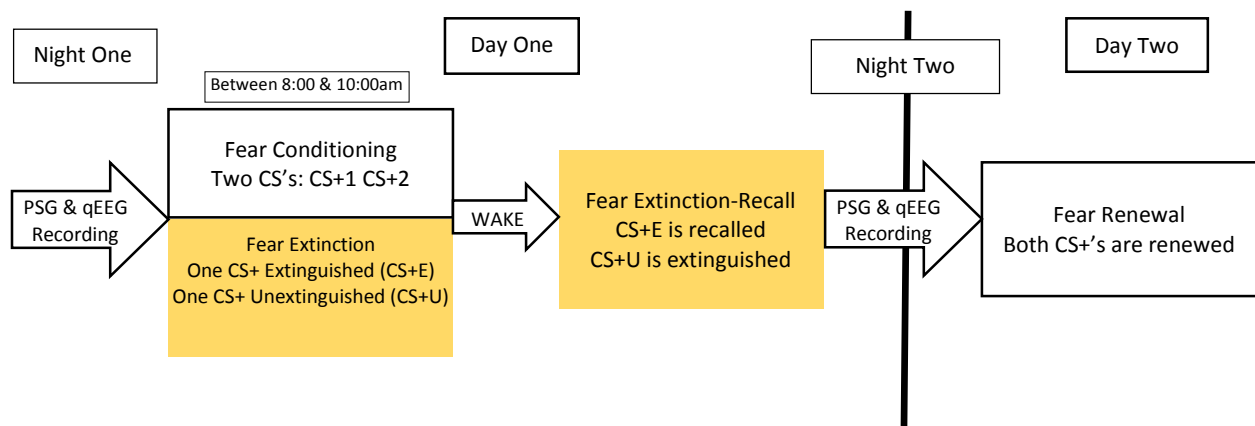 Night One
Day One
Night Two
Day Two
Between 8:00 & 10:00am
Fear Conditioning
Two CS's: CS+1 CS+2
PSG & qEEG
Recording
Fear Extinction
One CS+ Extinguished (CS+E)
One CS+ Unextinguished (CS+U)
WAKE
Fear Extinction-Recall
CS+E is recalled
CS+U is extinguished
PSG & qEEG
Recording
Fear Renewal
Both CS+'s are renewed